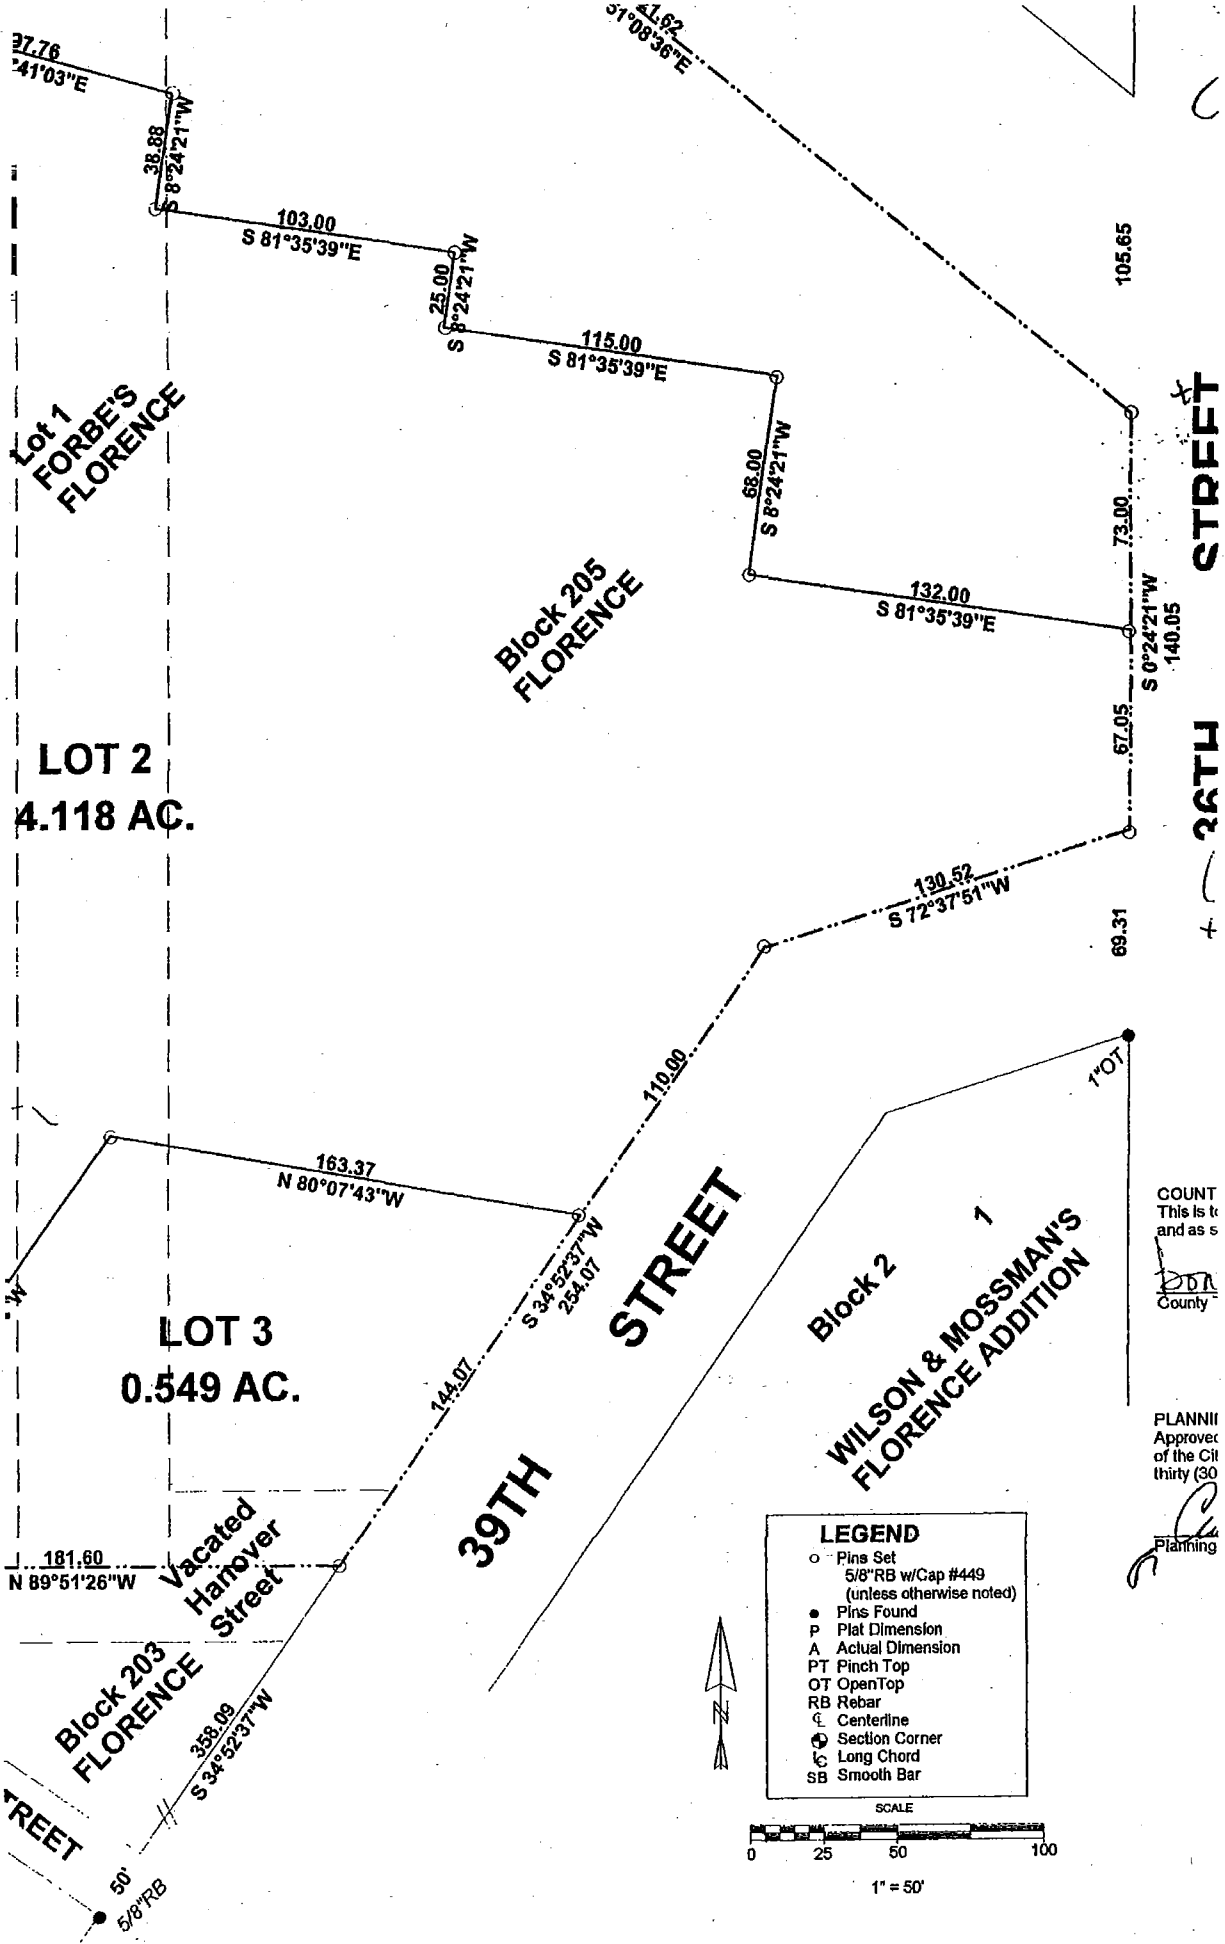 97.76
°41'03"E
21.62
51°08'36"E
38.88
S 8°24'21"W
103.00
S 81°35'39"E
25.00
S 8°24'21"W
115.00
S 81°35'39"E
105.65
Lot 1
FORBE'S
FLORENCE
68.00
S 8°24'21"W
73.00
STREET
Block 205
FLORENCE
132.00
S 81°35'39"E
S 0°24'21"W
140.05
67.05
36TH
LOT 2
4.118 AC.
130.52
S 72°37'51"W
69.31
110.00
1"OT
163.37
N 80°07'43"W
S 34°52'37"W
254.07
STREET
Block 2
1
WILSON & MOSSMAN'S
FLORENCE ADDITION
COUNT
This is to
and as s
County
"W
LOT 3
0.549 AC.
144.07
39TH
PLANNI
Approved
of the Cit
thirty (30
Planning
181.60
N 89°51'26"W
Vacated
Hanover
Street
Block 203
FLORENCE
358.09
S 34°52'37"W
TREET
50'
5/8"RB
N
LEGEND
Pins Set
5/8"RB w/Cap #449
(unless otherwise noted)
Pins Found
P Plat Dimension
A Actual Dimension
PT Pinch Top
OT OpenTop
RB Rebar
℄ Centerline
Section Corner
LC Long Chord
SB Smooth Bar
SCALE
0 25 50 100
1" = 50'